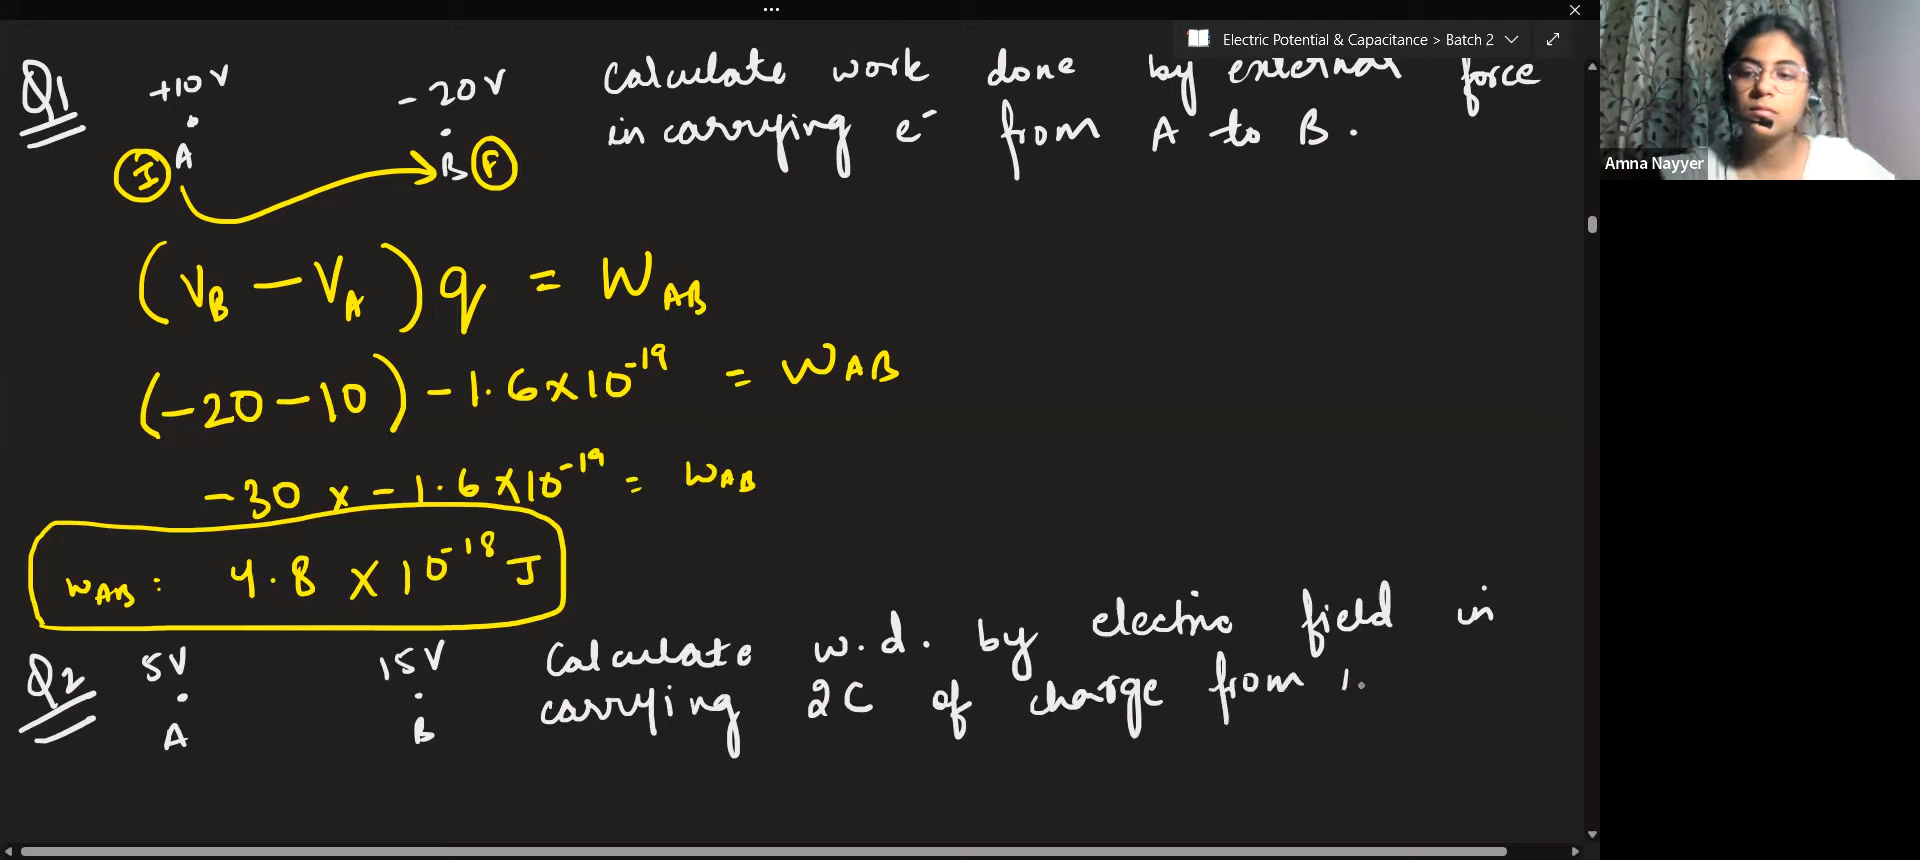 Electric Potential & Capacitance > Batch 2
Q1 +10V -20V Calculate work done by external force
A B in carrying e⁻ from A to B.
I F
(V_B - V_A) q = W_AB
(-20-10) -1.6×10⁻¹⁹ = W_AB
-30 × -1.6×10⁻¹⁹ = W_AB
W_AB : 4.8 × 10⁻¹⁸ J
Q2 5V 15V Calculate w.d. by electric field in
A B carrying 2C of charge from
Amna Nayyer